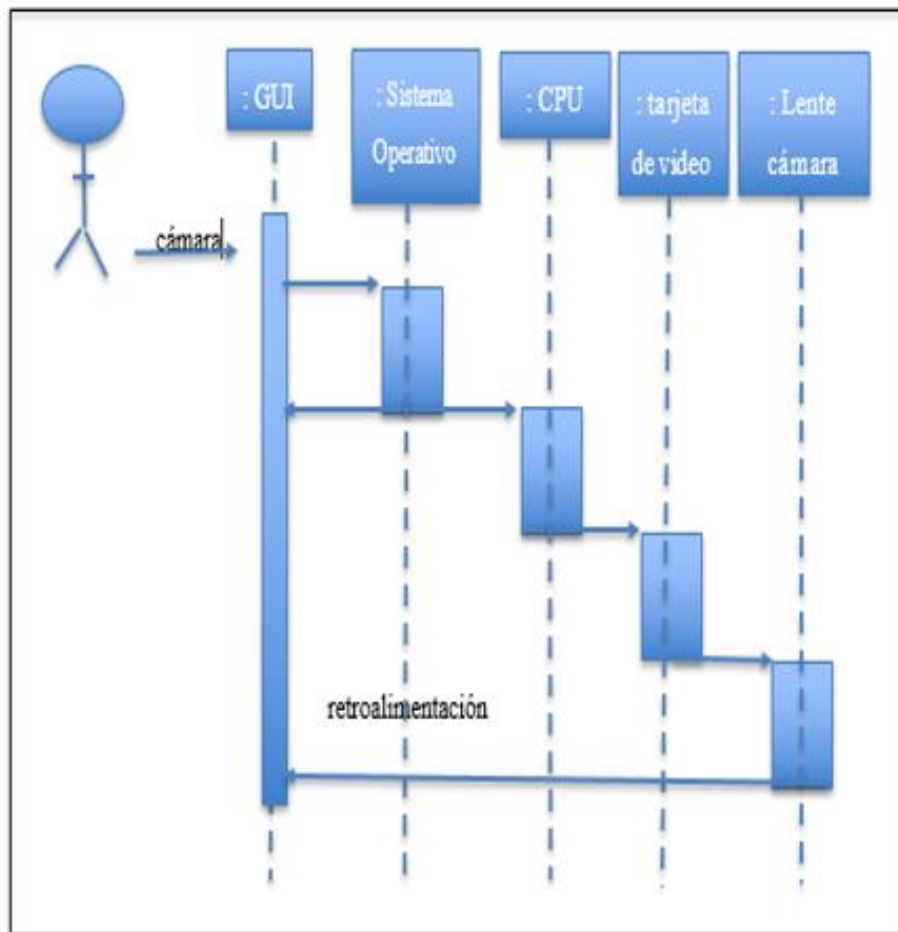 : GUI
: Sistema
Operativo
: CPU
: tarjeta
de video
: Lente
cámara
cámara
retroalimentación